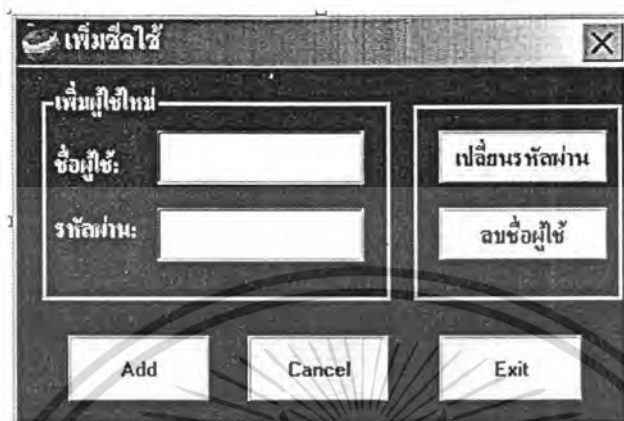 เพิ่มชื่อใช้
เพิ่มผู้ใช้ใหม่
ชื่อผู้ใช้:
เปลี่ยนรหัสผ่าน
รหัสผ่าน:
ลบชื่อผู้ใช้
Add Cancel Exit